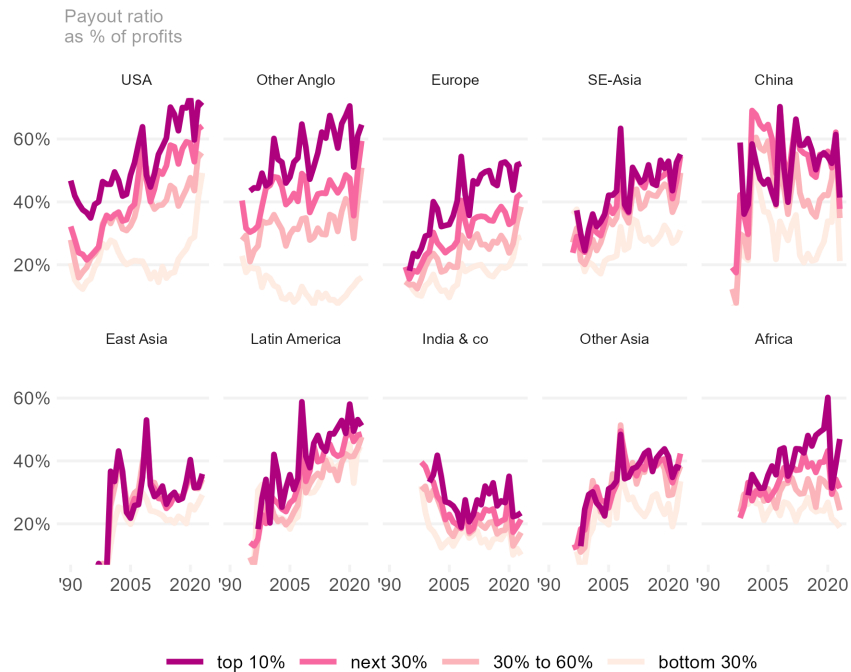 Payout ratio
as % of profits
USA Other Anglo Europe SE-Asia China
60%
40%
20%
East Asia Latin America India & co Other Asia Africa
60%
40%
20%
'90 2005 2020 '90 2005 2020 '90 2005 2020 '90 2005 2020 '90 2005 2020
top 10% next 30% 30% to 60% bottom 30%